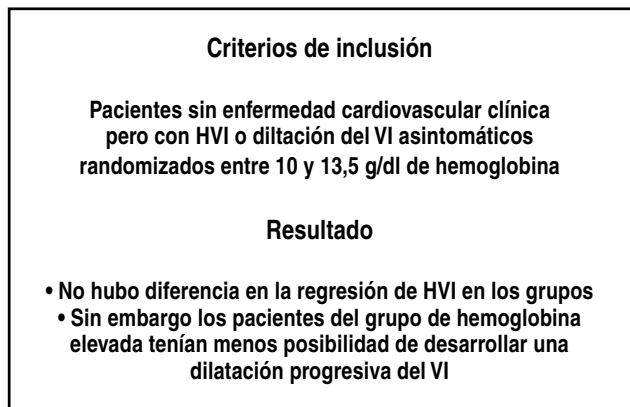 Criterios de inclusión
Pacientes sin enfermedad cardiovascular clínica
pero con HVI o diltación del VI asintomáticos
randomizados entre 10 y 13,5 g/dl de hemoglobina
Resultado
• No hubo diferencia en la regresión de HVI en los grupos
• Sin embargo los pacientes del grupo de hemoglobina
elevada tenían menos posibilidad de desarrollar una
dilatación progresiva del VI